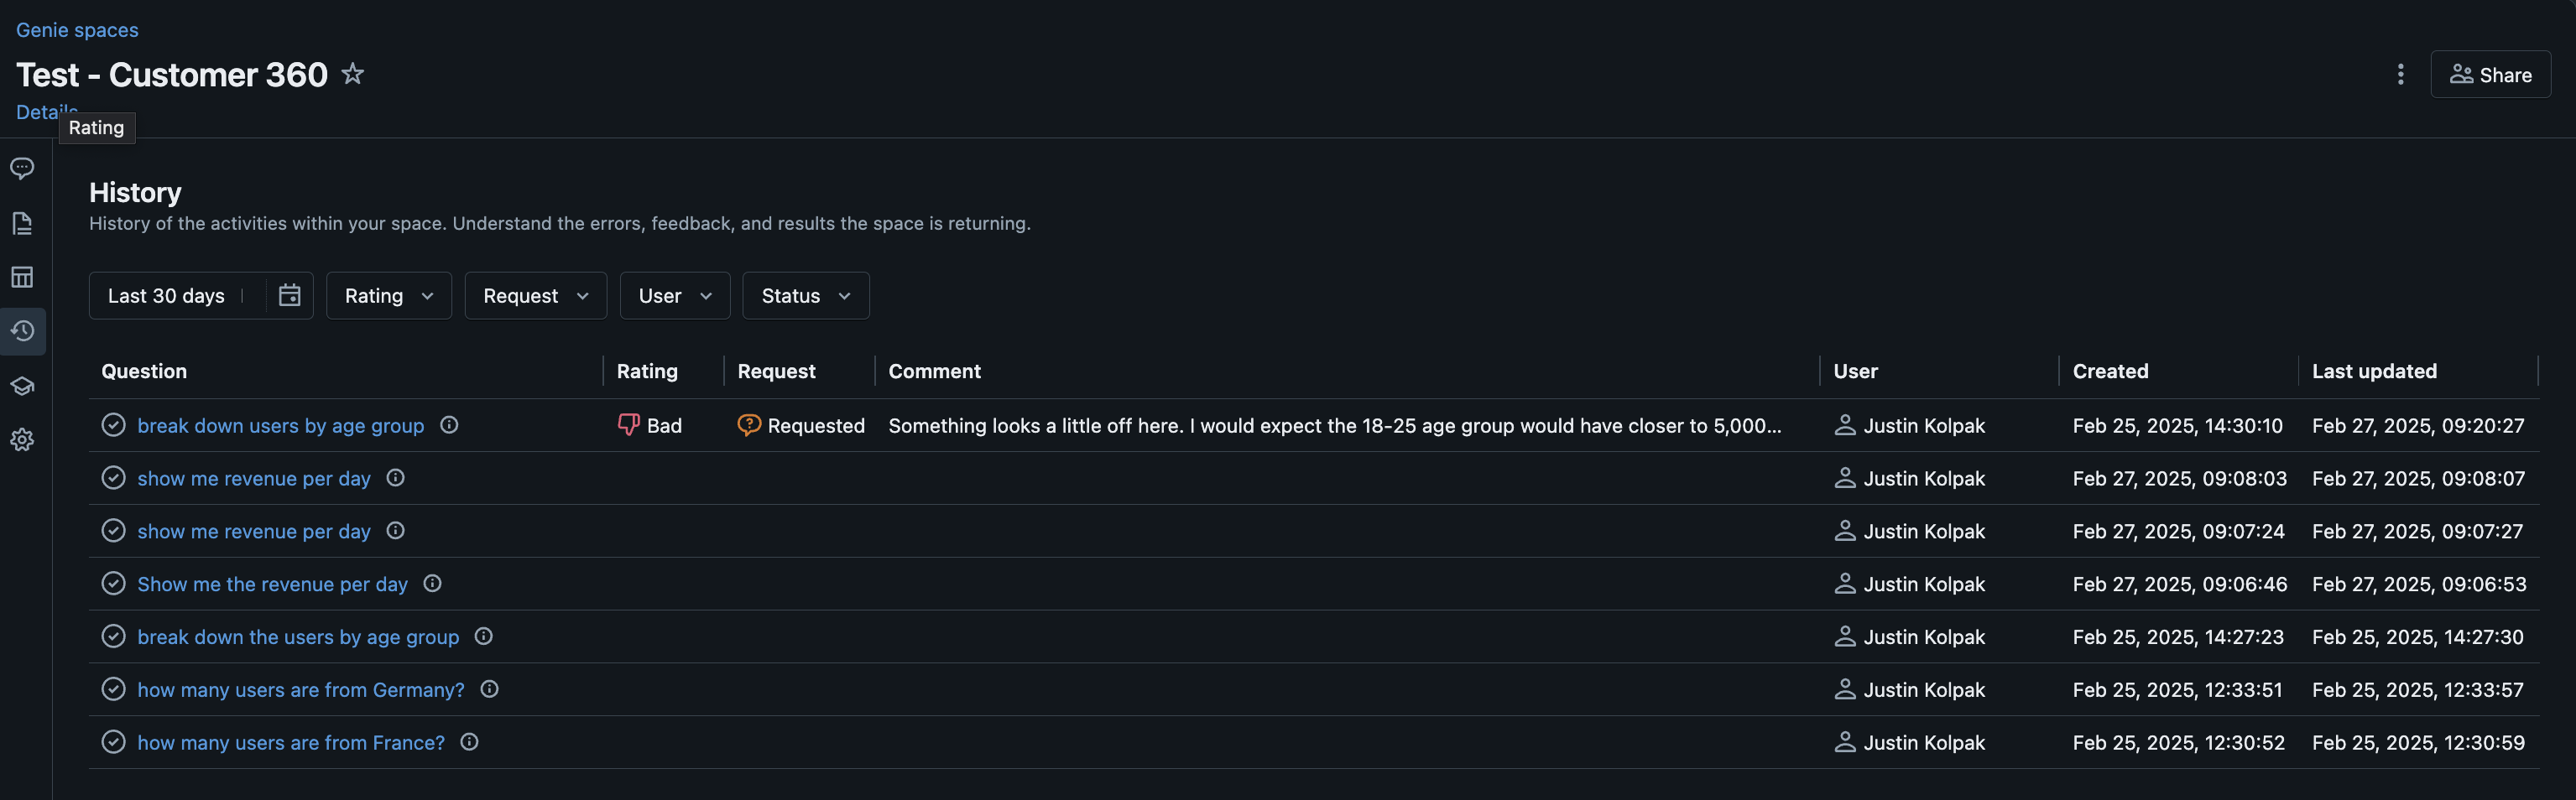 Genie spaces
Test - Customer 360
Share
Details
Rating
History
History of the activities within your space. Understand the errors, feedback, and results the space is returning.
Last 30 days Rating Request User Status
Question Rating Request Comment User Created Last updated
break down users by age group Bad Requested Something looks a little off here. I would expect the 18-25 age group would have closer to 5,000... Justin Kolpak Feb 25, 2025, 14:30:10 Feb 27, 2025, 09:20:27
show me revenue per day Justin Kolpak Feb 27, 2025, 09:08:03 Feb 27, 2025, 09:08:07
show me revenue per day Justin Kolpak Feb 27, 2025, 09:07:24 Feb 27, 2025, 09:07:27
Show me the revenue per day Justin Kolpak Feb 27, 2025, 09:06:46 Feb 27, 2025, 09:06:53
break down the users by age group Justin Kolpak Feb 25, 2025, 14:27:23 Feb 25, 2025, 14:27:30
how many users are from Germany? Justin Kolpak Feb 25, 2025, 12:33:51 Feb 25, 2025, 12:33:57
how many users are from France? Justin Kolpak Feb 25, 2025, 12:30:52 Feb 25, 2025, 12:30:59